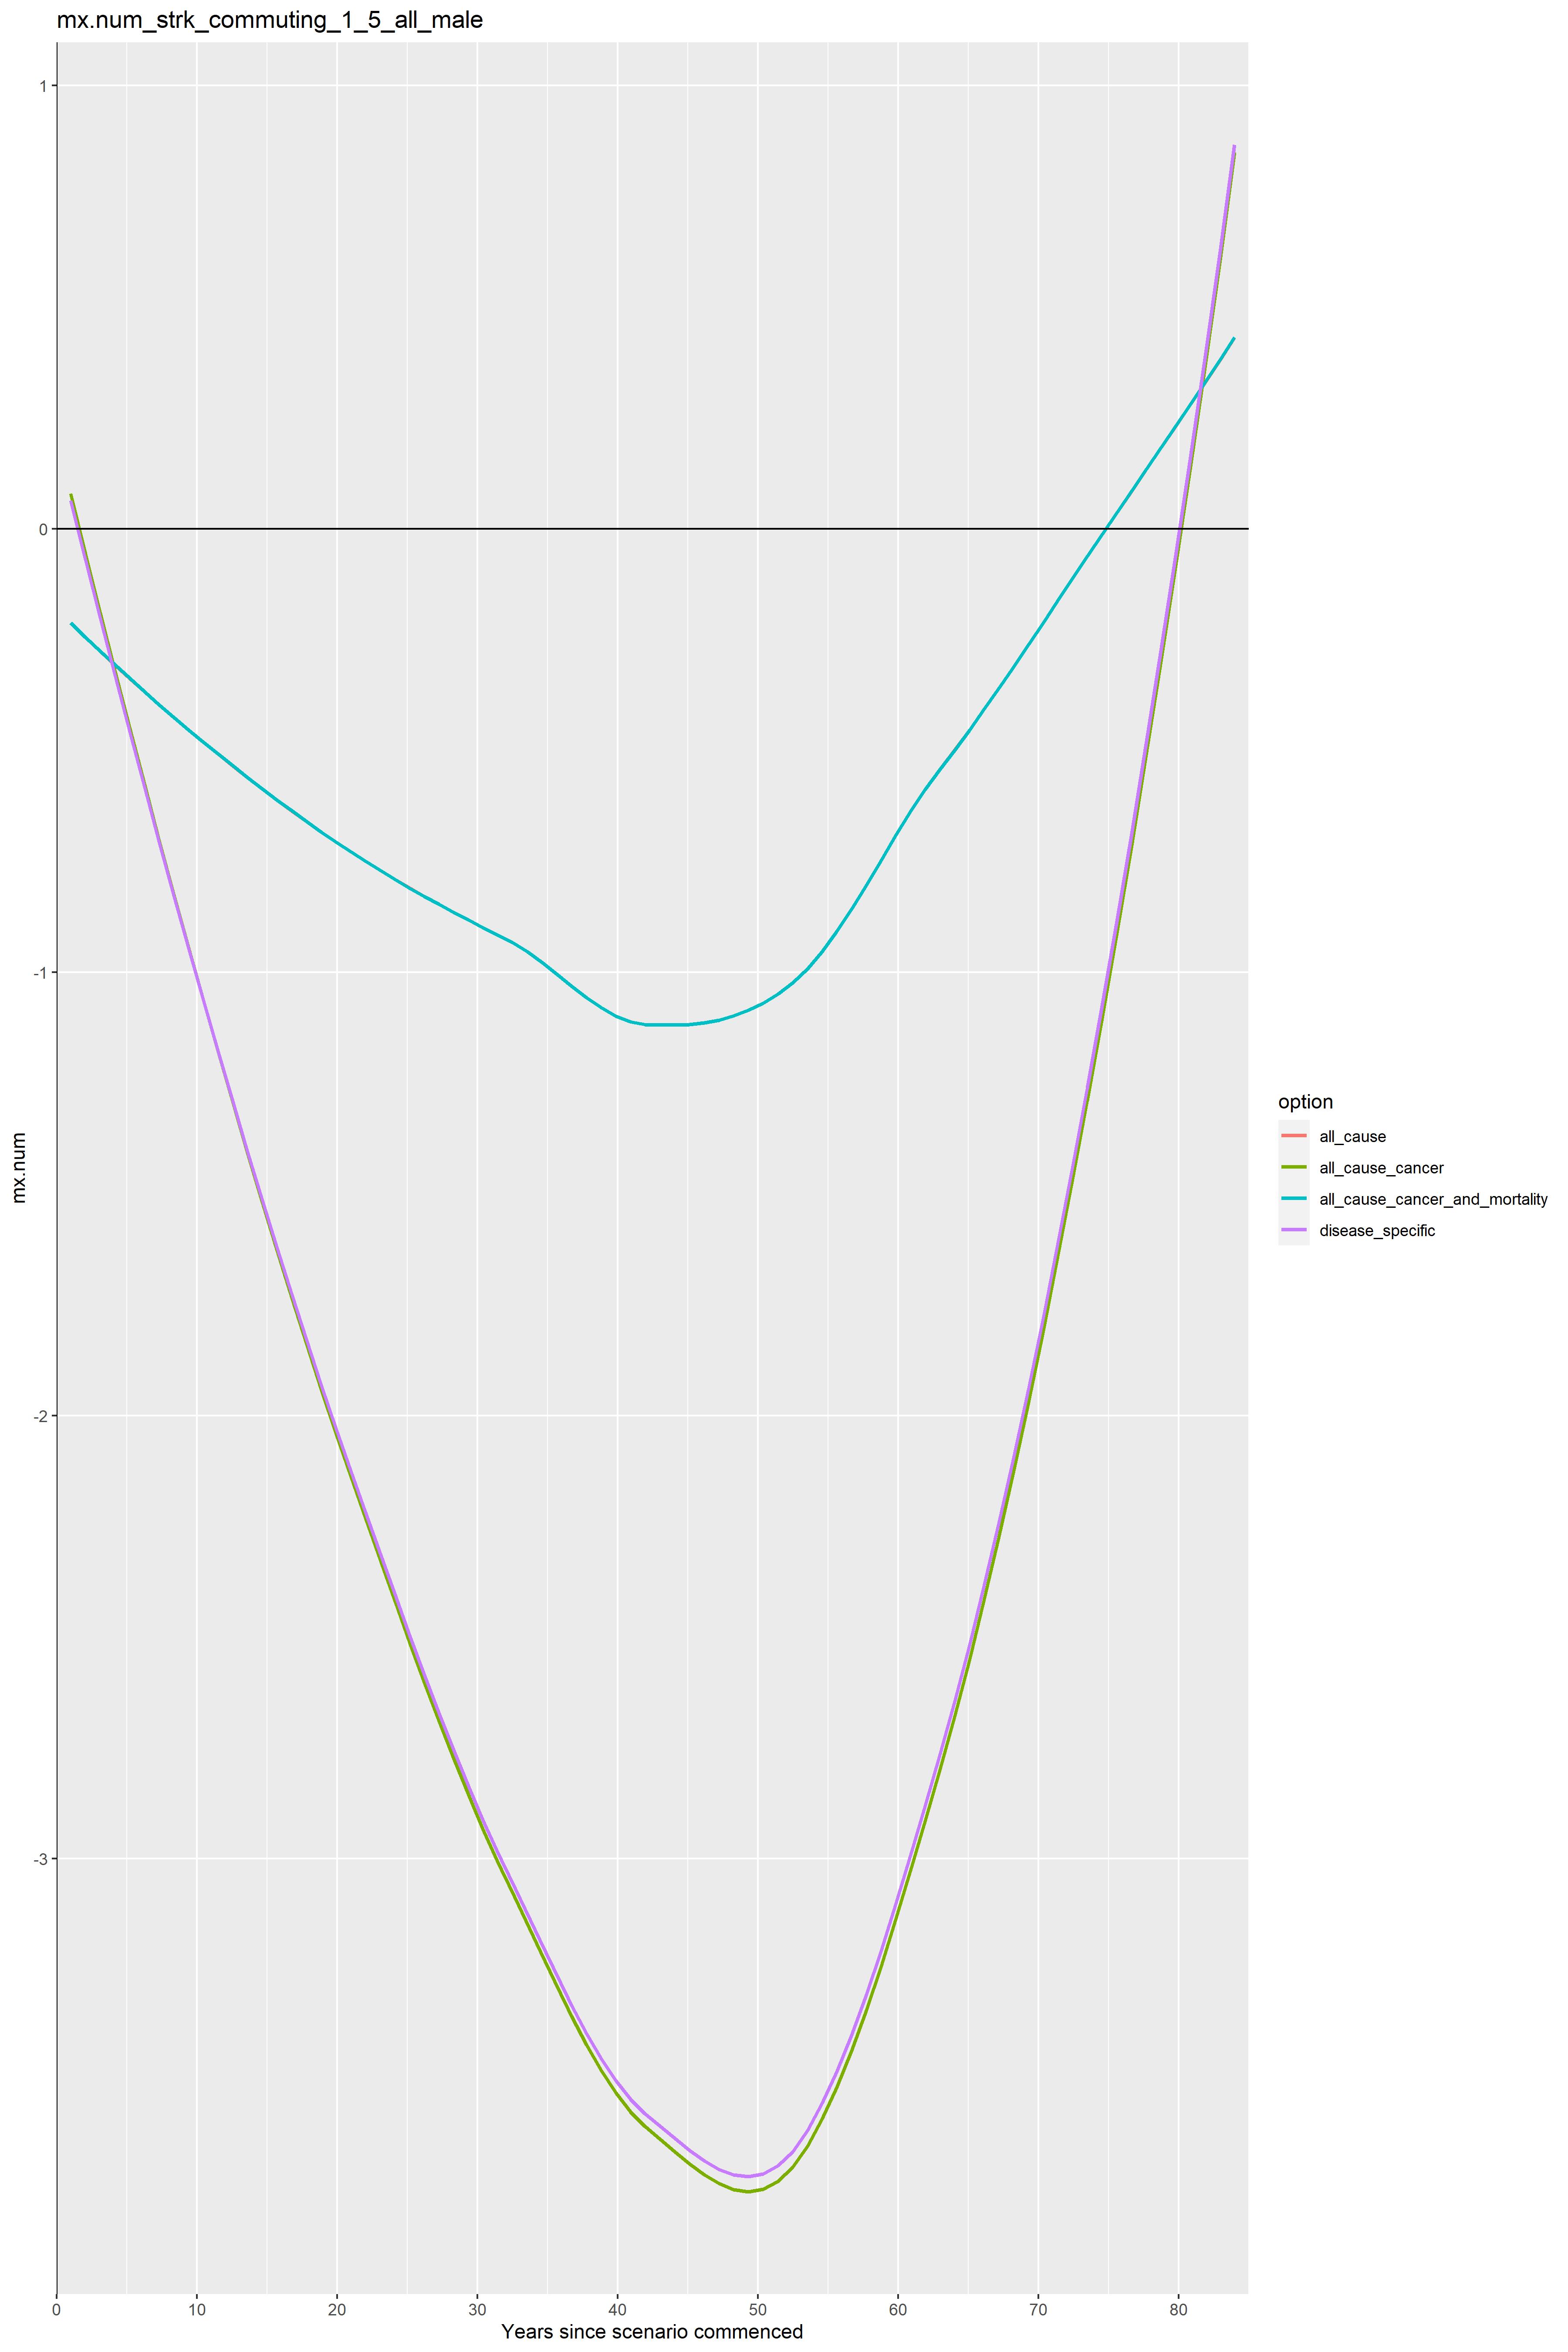 mx.num_strk_commuting_1_5_all_male
1
0
-1
-2
-3
mx.num
0 10 20 30 40 50 60 70 80
Years since scenario commenced
option
all_cause
all_cause_cancer
all_cause_cancer_and_mortality
disease_specific